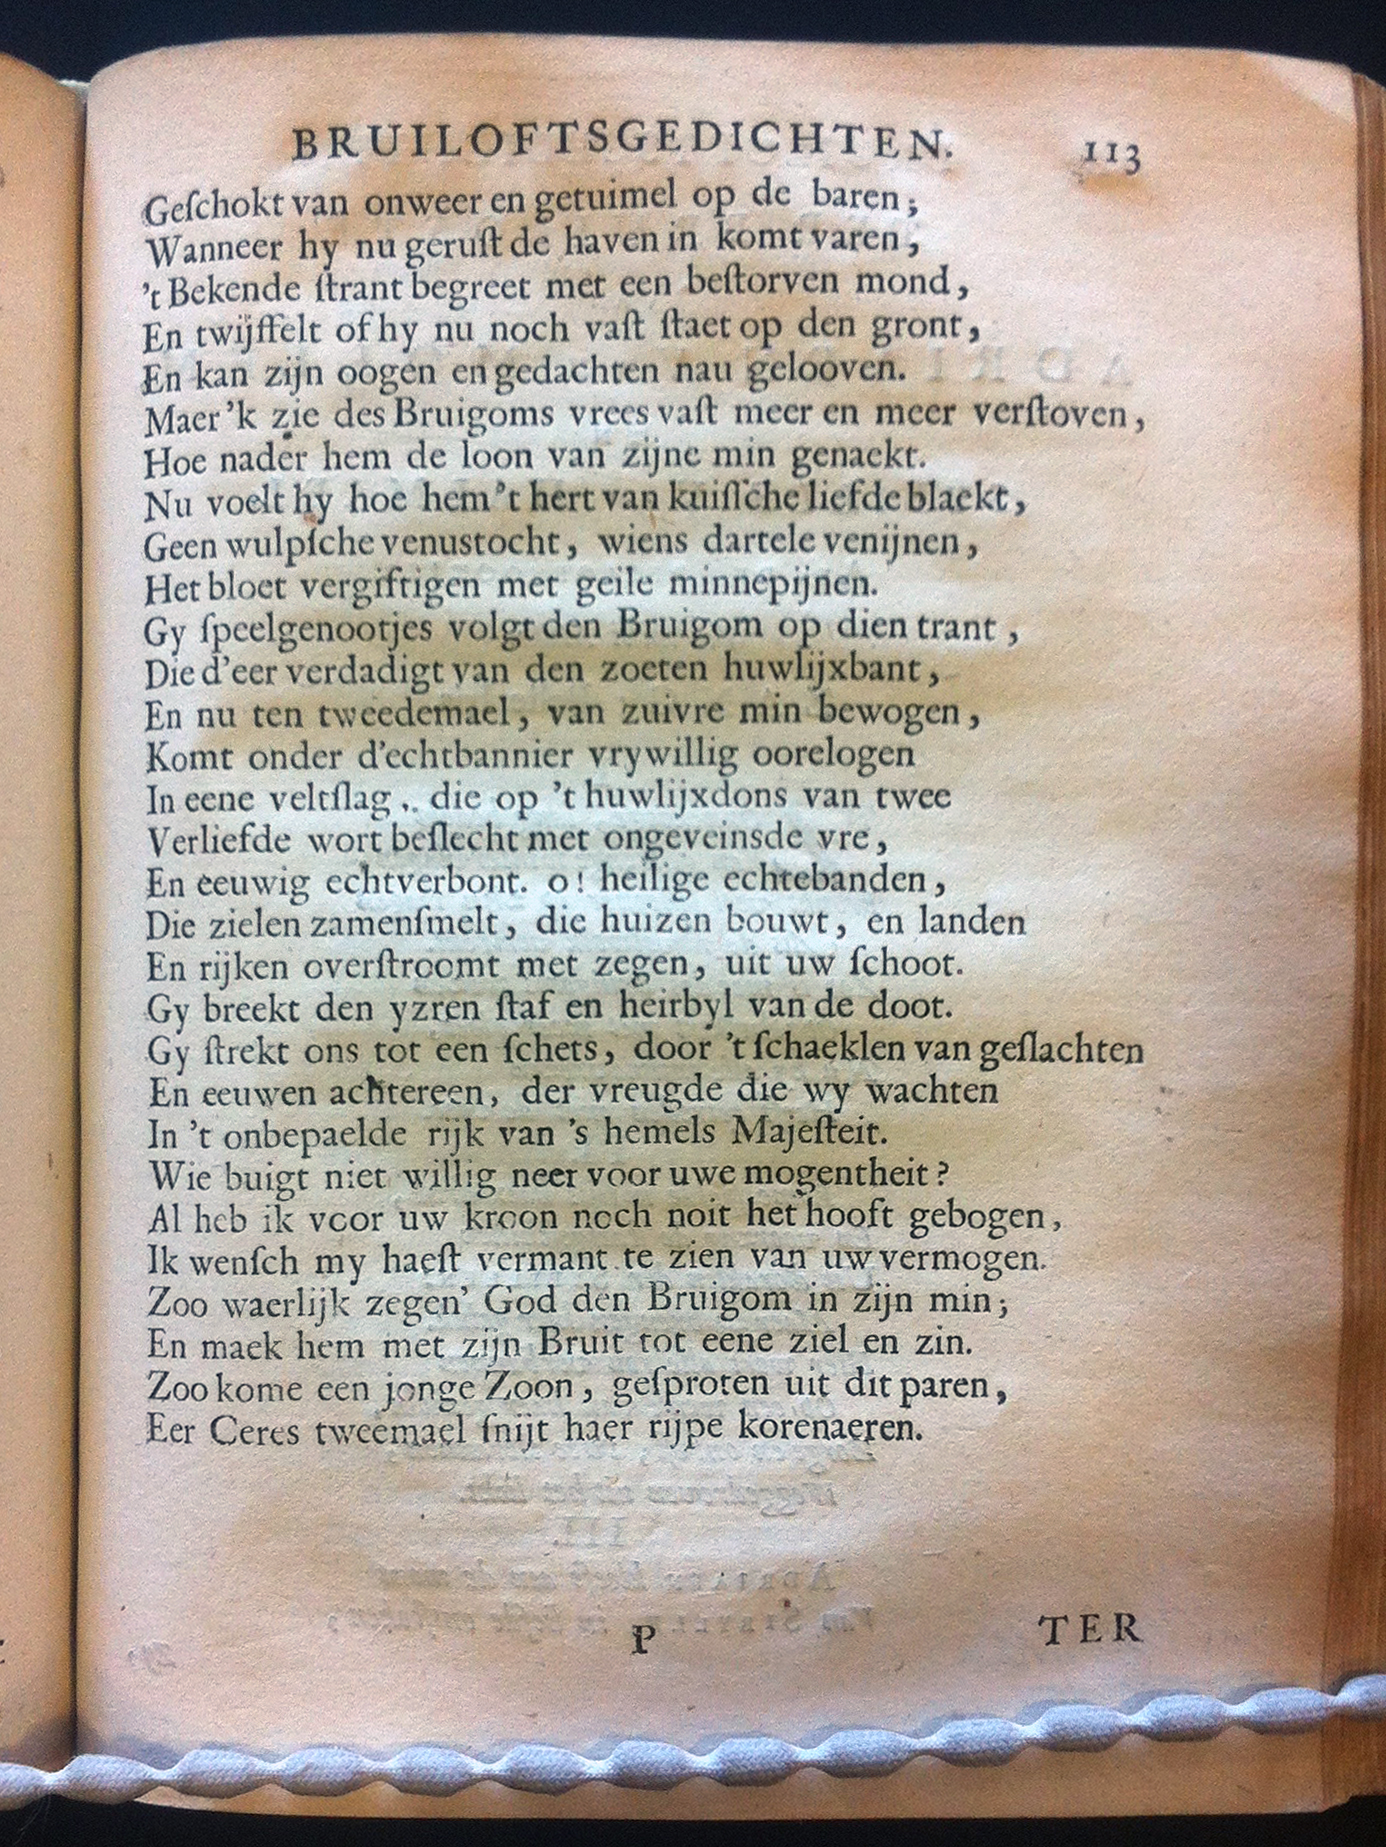 BRUILOFTSGEDICHTEN. 113
Geſchokt van onweer en getuimel op de baren;
Wanneer hy nu geruſt de haven in komt varen,
't Bekende ſtrant begreet met een beſtorven mond,
En twijffelt of hy nu noch vaſt ſtaet op den gront,
En kan zijn oogen en gedachten nau gelooven.
Maer 'k zie des Bruigoms vrees vaſt meer en meer verſtoven,
Hoe nader hem de loon van zijne min genaekt.
Nu voelt hy hoe hem 't hert van kuiſſche liefde blaekt,
Geen wulpſche venustocht, wiens dartele venijnen,
Het bloet vergiftigen met geile minnepijnen.
Gy ſpeelgenootjes volgt den Bruigom op dien trant,
Die d'eer verdadigt van den zoeten huwlijxbant,
En nu ten tweedemael, van zuivre min bewogen,
Komt onder d'echtbannier vrywillig oorelogen
In eene veltſlag, die op 't huwlijxdons van twee
Verliefde wort beſlecht met ongeveinsde vre,
En eeuwig echtverbont. o! heilige echtebanden,
Die zielen zamenſmelt, die huizen bouwt, en landen
En rijken overſtroomt met zegen, uit uw ſchoot.
Gy breekt den yzren ſtaf en heirbyl van de doot.
Gy ſtrekt ons tot een ſchets, door 't ſchaeklen van geſlachten
En eeuwen achtereen, der vreugde die wy wachten
In 't onbepaelde rijk van 's hemels Majeſteit.
Wie buigt niet willig neer voor uwe mogentheit?
Al heb ik voor uw kroon noch noit het hooft gebogen,
Ik wenſch my haeſt vermant te zien van uw vermogen.
Zoo waerlijk zegen' God den Bruigom in zijn min;
En maek hem met zijn Bruit tot eene ziel en zin.
Zoo kome een jonge Zoon, geſproten uit dit paren,
Eer Ceres tweemael ſnijt haer rijpe korenaeren.
P TER